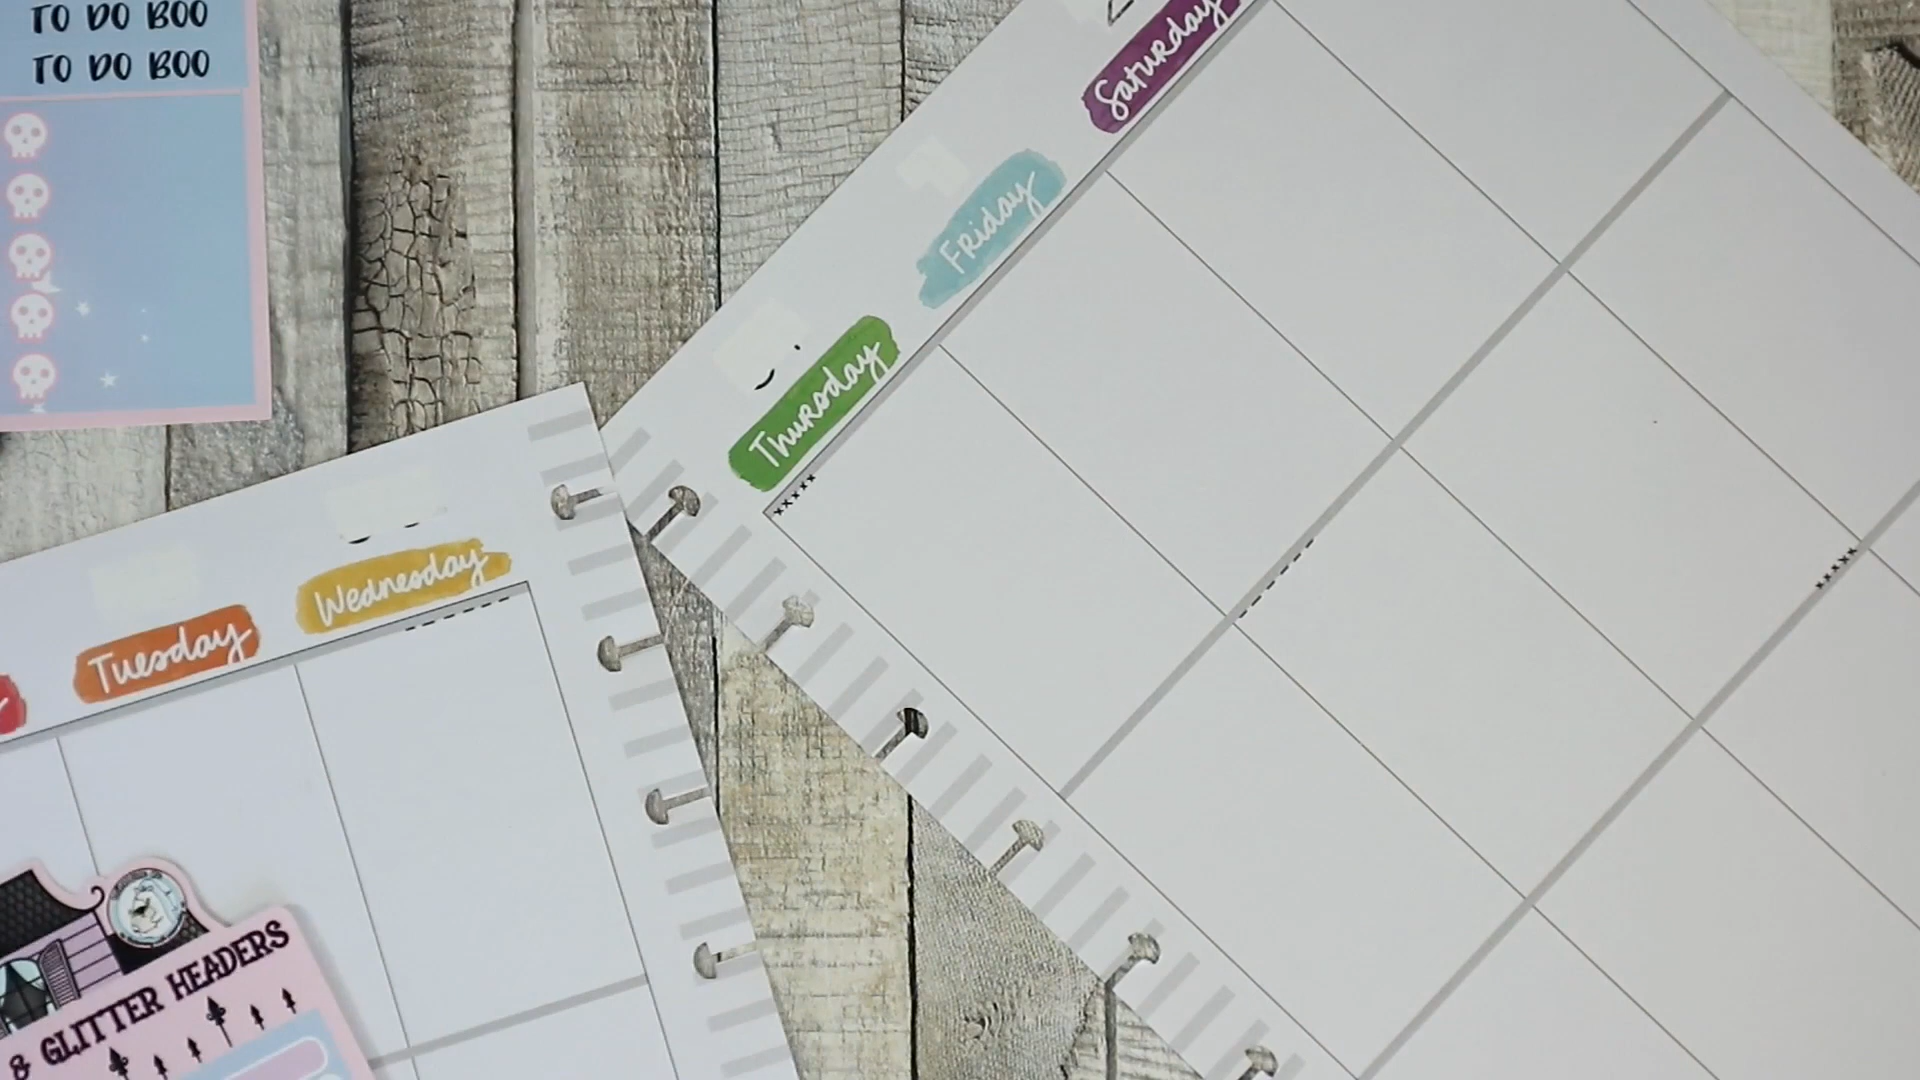 TO DO BOO
TO DO BOO
Saturday
Friday
Thursday
Wednesday
Tuesday
& GLITTER HEADERS